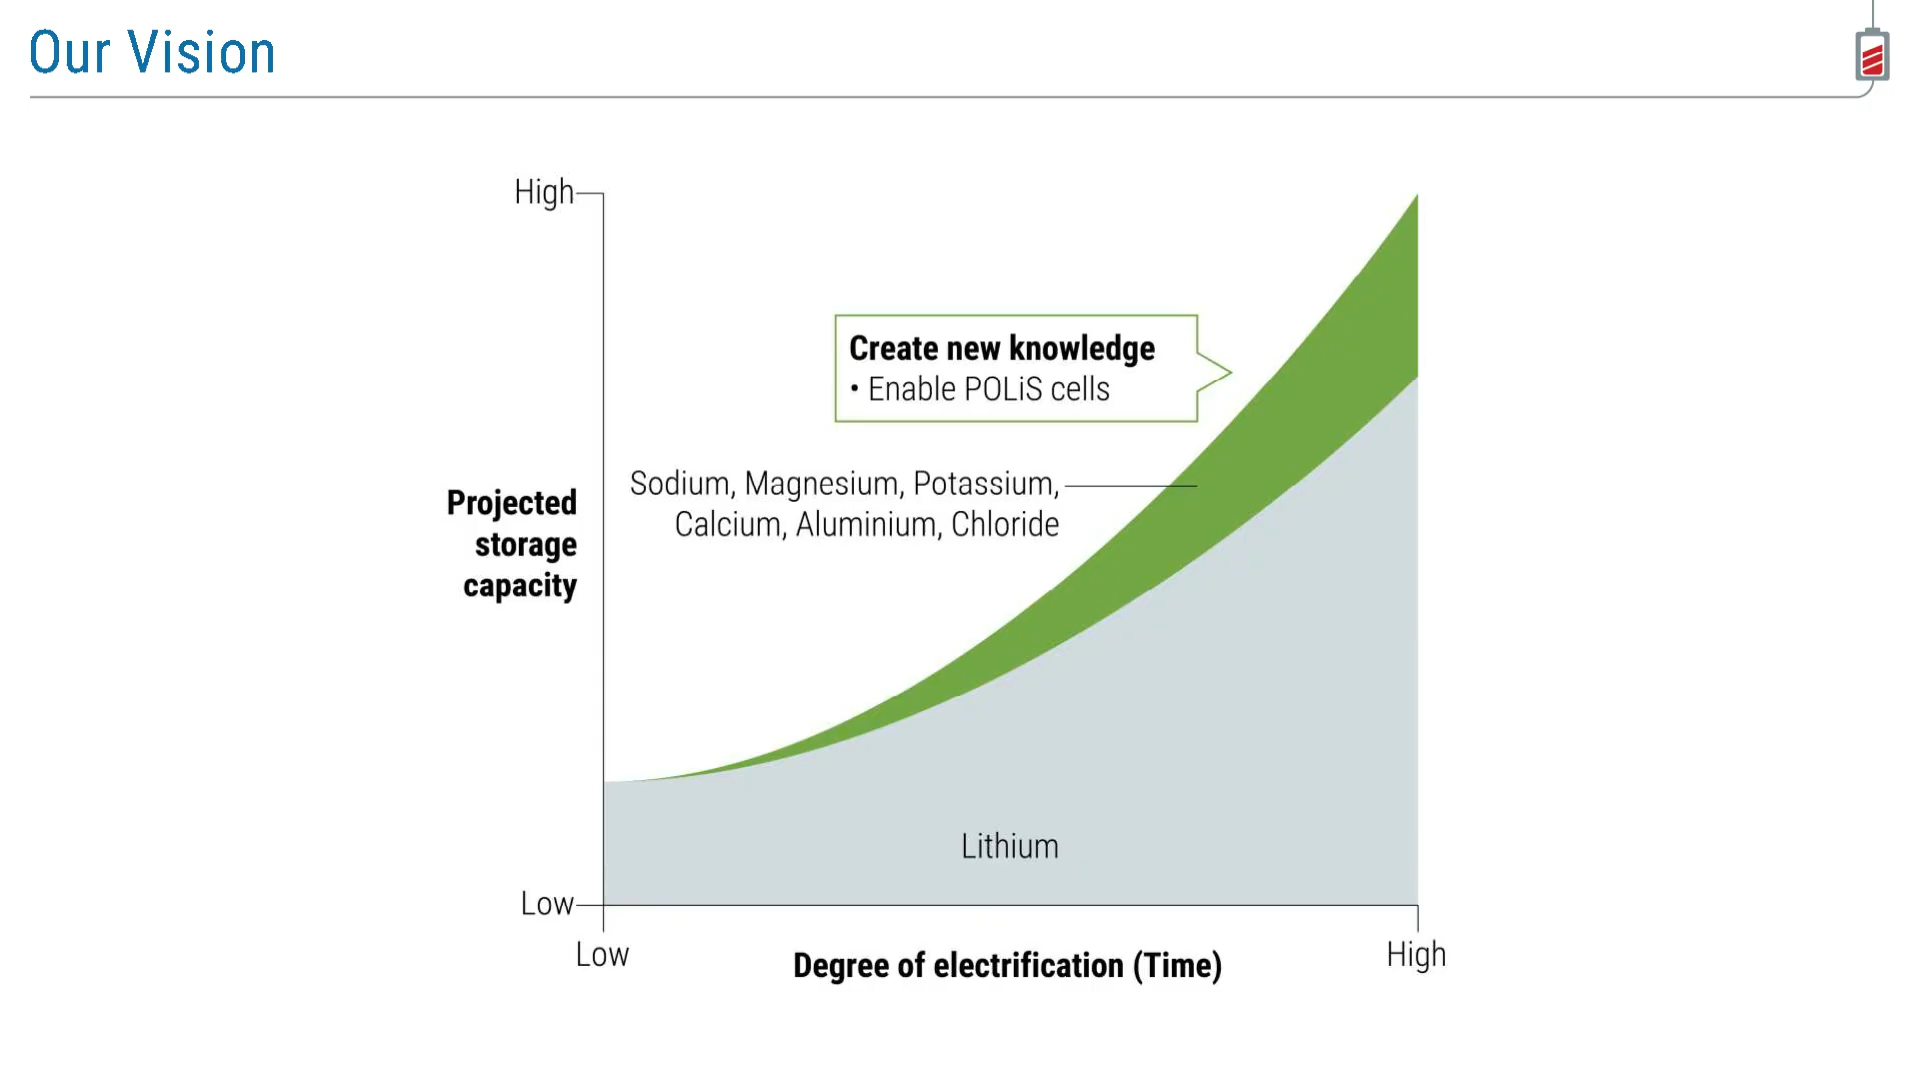 Our Vision
High
Create new knowledge
• Enable POLiS cells
Sodium, Magnesium, Potassium,
Calcium, Aluminium, Chloride
Projected
storage
capacity
Lithium
Low
Low
Degree of electrification (Time)
High